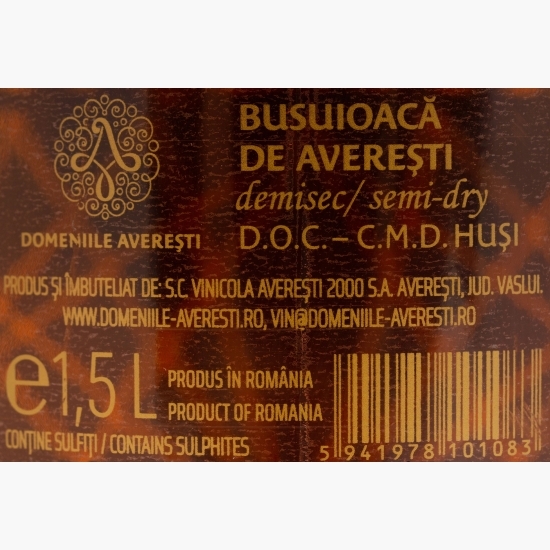 BUSUIOACĂ
DE AVEREȘTI
demisec/ semi-dry
D.O.C. – C.M.D. HUȘI
DOMENIILE AVEREȘTI
PRODUS ȘI ÎMBUTELIAT DE: S.C. VINICOLA AVEREȘTI 2000 S.A. AVEREȘTI, JUD. VASLUI.
WWW.DOMENIILE-AVERESTI.RO, VIN@DOMENIILE-AVERESTI.RO
e1,5 L
PRODUS ÎN ROMÂNIA
PRODUCT OF ROMANIA
CONȚINE SULFIȚI / CONTAINS SULPHITES
5 941978 101083